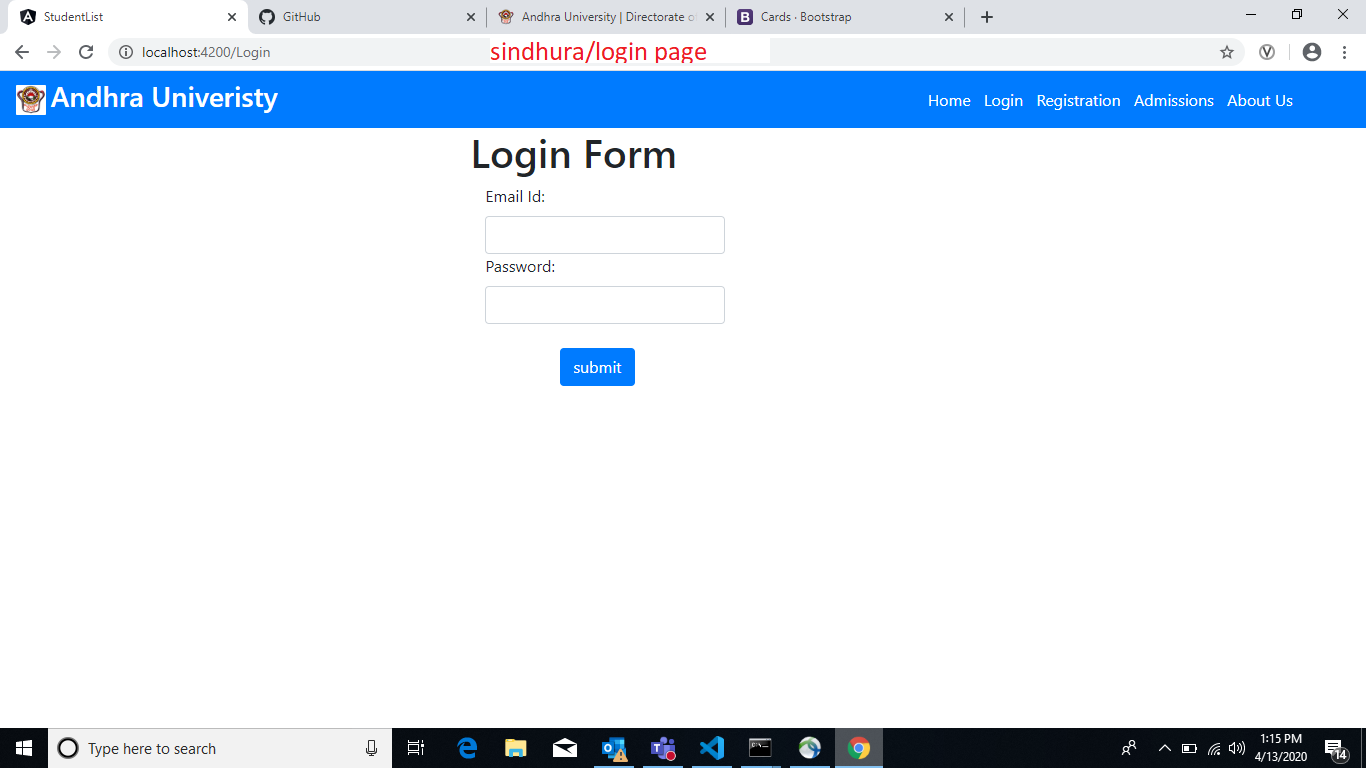 StudentList
GitHub
Andhra University | Directorate o
Cards · Bootstrap
localhost:4200/Login
sindhura/login page
Andhra Univeristy
Home Login Registration Admissions About Us
Login Form
Email Id:
Password:
submit
Type here to search
1:15 PM
4/13/2020
14